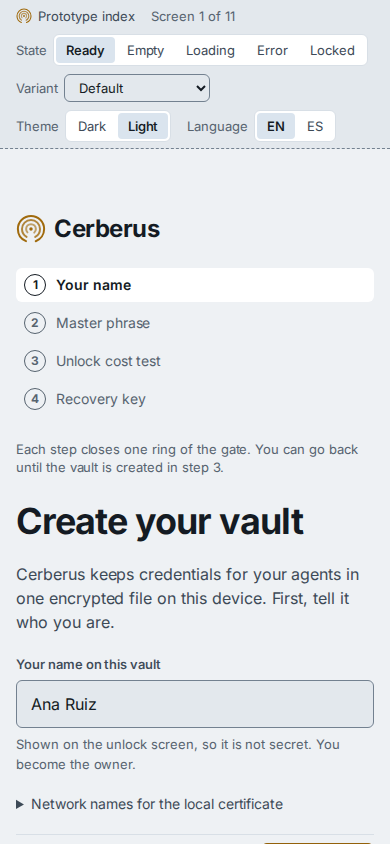 Prototype index Screen 1 of 11
State Ready Empty Loading Error Locked
Variant Default
Theme Dark Light Language EN ES
Cerberus
1 Your name
2 Master phrase
3 Unlock cost test
4 Recovery key
Each step closes one ring of the gate. You can go back
until the vault is created in step 3.
Create your vault
Cerberus keeps credentials for your agents in
one encrypted file on this device. First, tell it
who you are.
Your name on this vault
Ana Ruiz
Shown on the unlock screen, so it is not secret. You
become the owner.
Network names for the local certificate